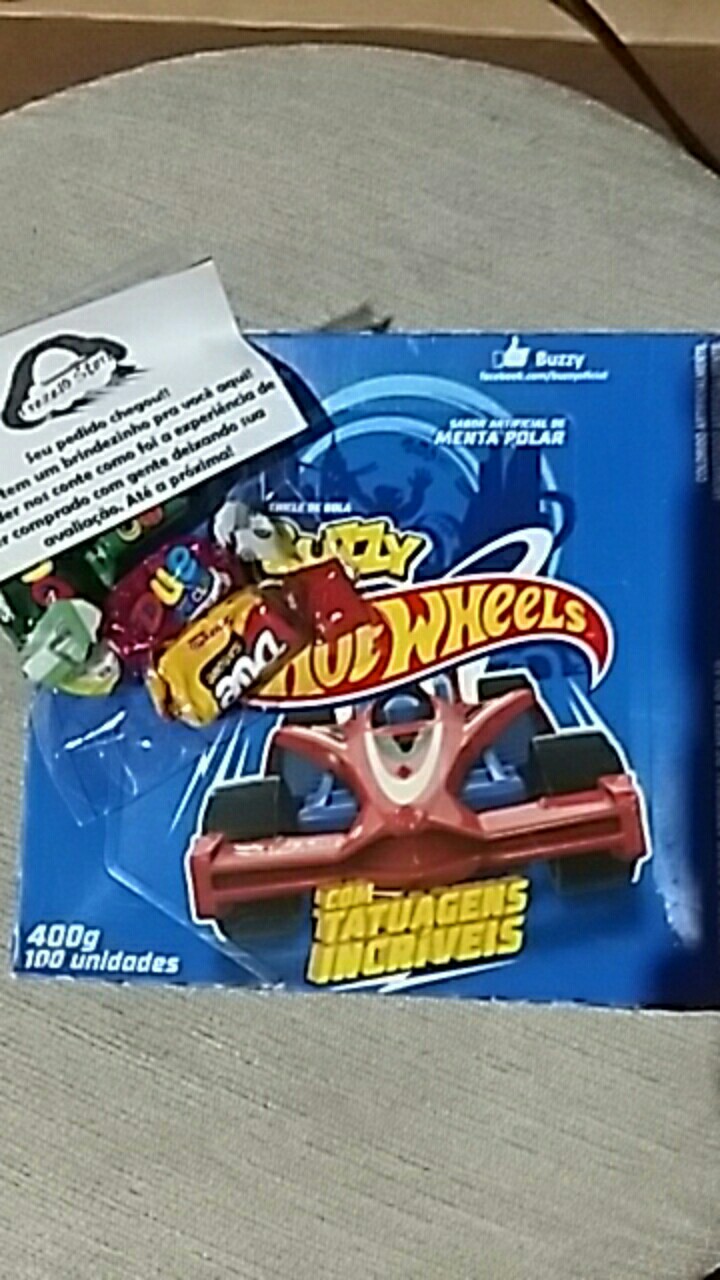 Seu pedido chegou!!
tem um brindezinho pra você aqui!
nos conte como foi a experiência de
comprado com gente deixando sua
avaliação. Até a próxima!
Buzzy
facebook.com/buzzyoficial
SABOR ARTIFICIAL DE
MENTA POLAR
CHICLE DE BOLA
BUZZY
HOT WHEELS
COM
TATUAGENS
INCRÍVEIS
400g
100 unidades
COLORIDO ARTIFICIALMENTE